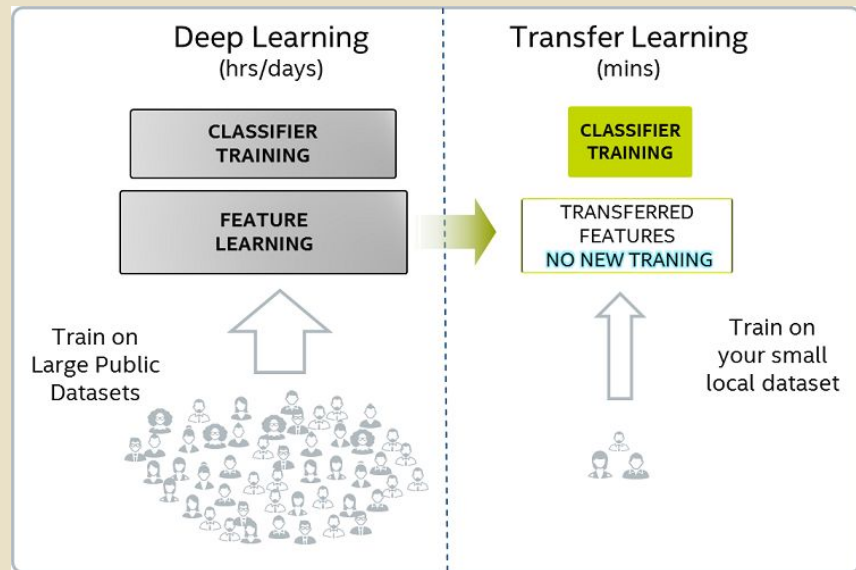 Deep Learning
(hrs/days)
CLASSIFIER
TRAINING
FEATURE
LEARNING
Train on
Large Public
Datasets
Transfer Learning
(mins)
CLASSIFIER
TRAINING
TRANSFERRED
FEATURES
NO NEW TRANING
Train on
your small
local dataset